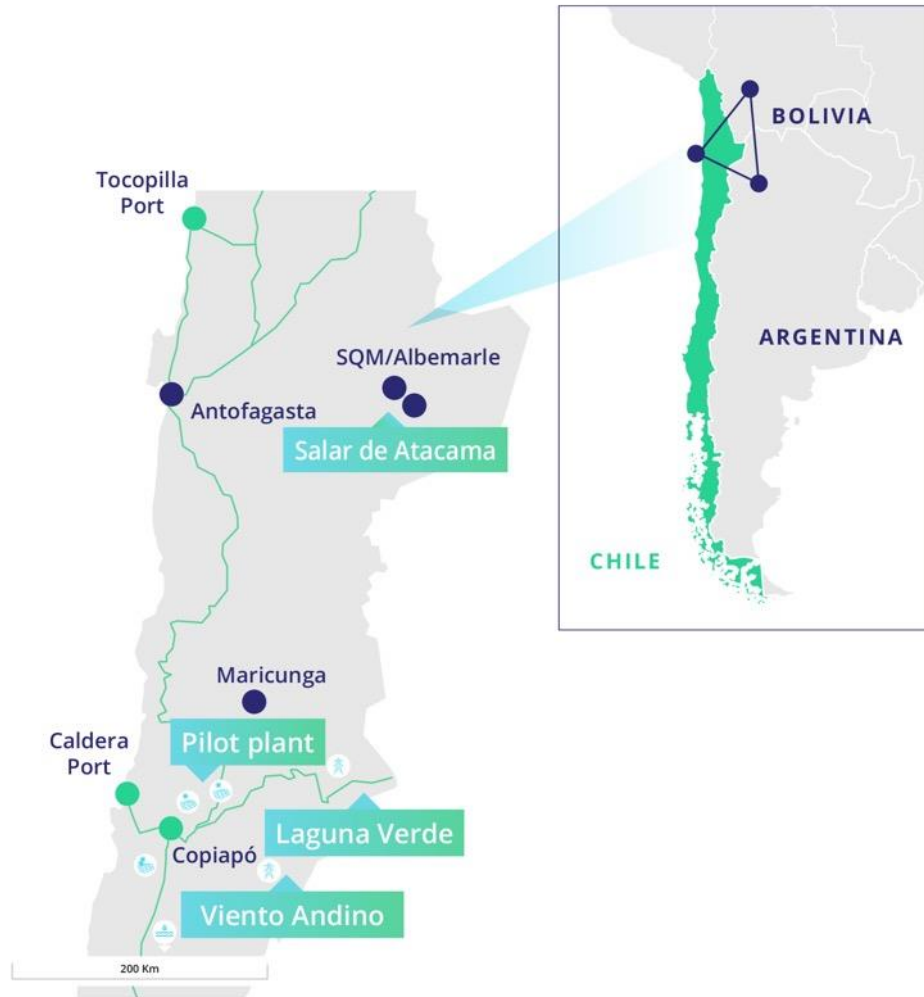 BOLIVIA
ARGENTINA
CHILE
Tocopilla
Port
SQM/Albemarle
Antofagasta
Salar de Atacama
Maricunga
Pilot plant
Caldera
Port
Laguna Verde
Copiapó
Viento Andino
200 Km